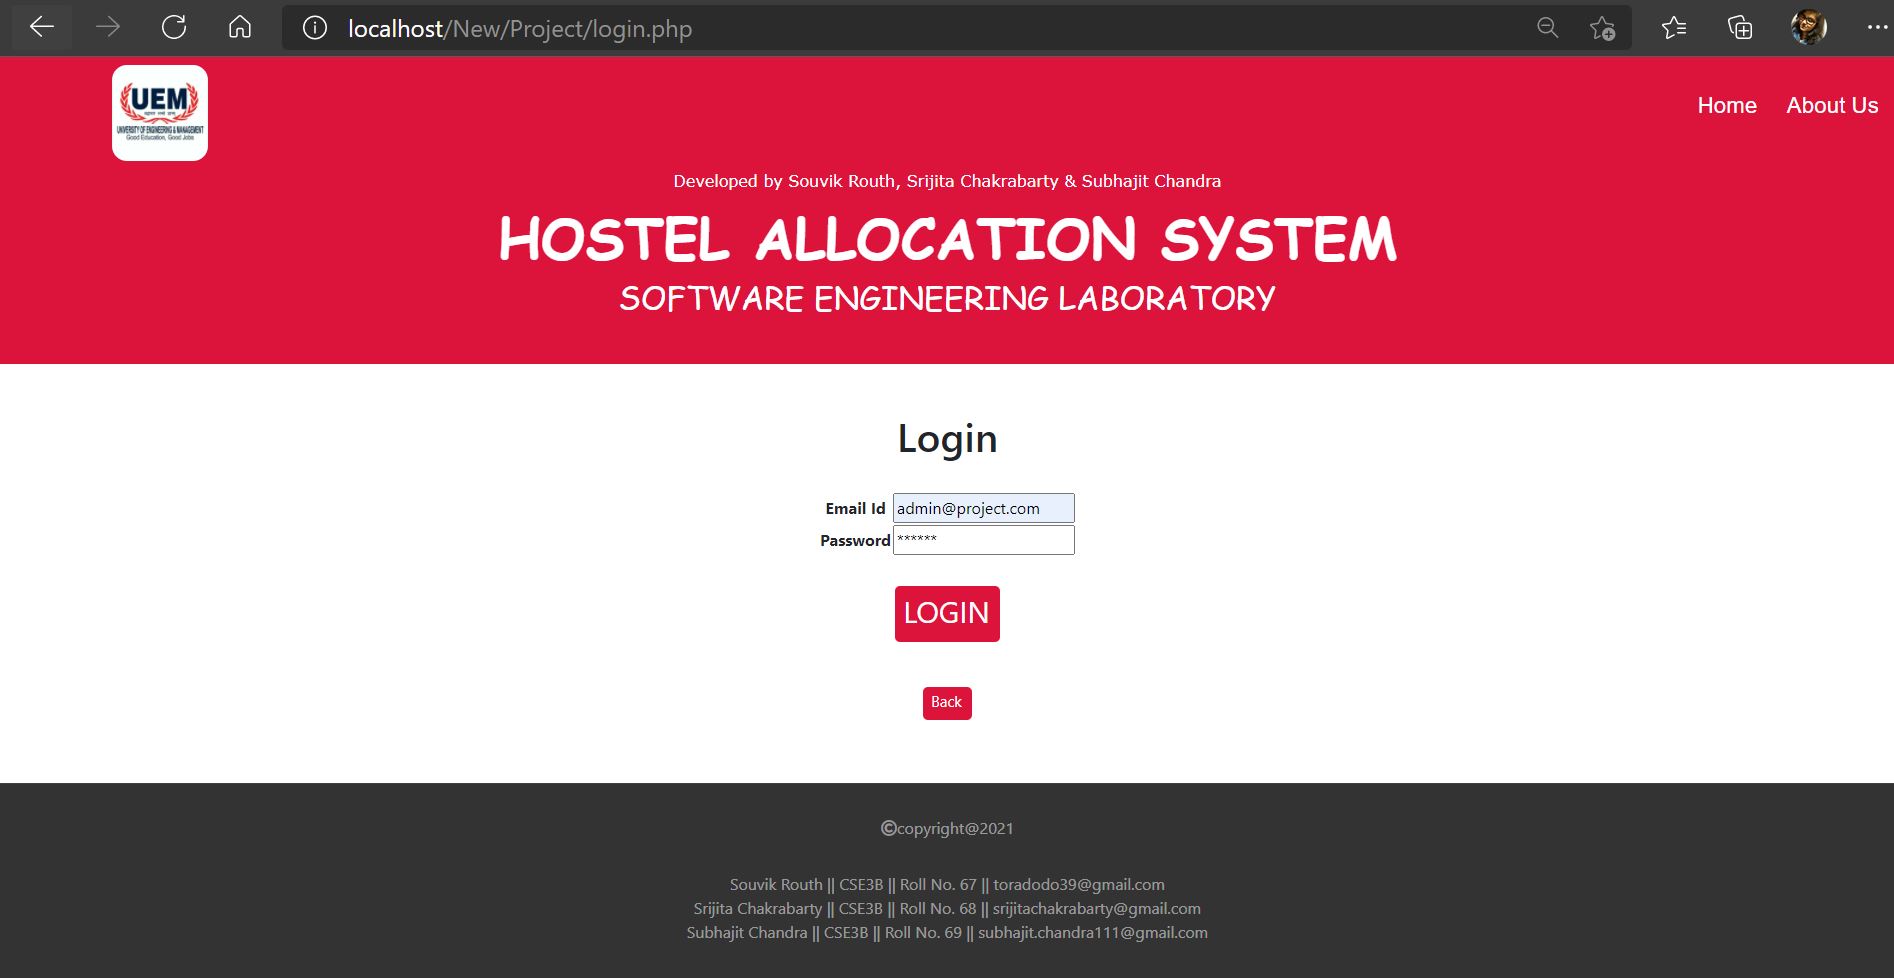 localhost/New/Project/login.php
UEM
UNIVERSITY OF ENGINEERING & MANAGEMENT
Good Education, Good Jobs
Home About Us
Developed by Souvik Routh, Srijita Chakrabarty & Subhajit Chandra
HOSTEL ALLOCATION SYSTEM
SOFTWARE ENGINEERING LABORATORY
Login
Email Id admin@project.com
Password ******
LOGIN
Back
©copyright@2021
Souvik Routh || CSE3B || Roll No. 67 || toradodo39@gmail.com
Srijita Chakrabarty || CSE3B || Roll No. 68 || srijitachakrabarty@gmail.com
Subhajit Chandra || CSE3B || Roll No. 69 || subhajit.chandra111@gmail.com